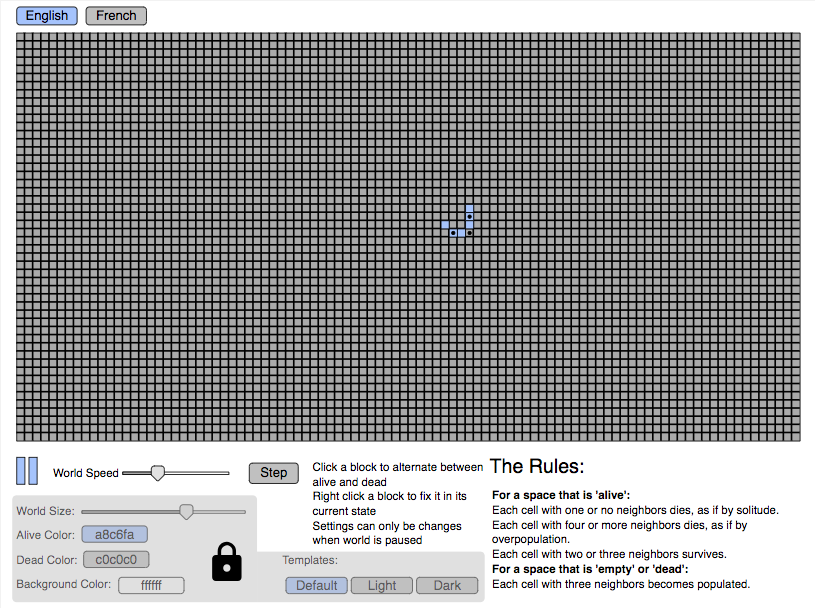 English French
World Speed Step
Click a block to alternate between
alive and dead
Right click a block to fix it in its
current state
Settings can only be changes
when world is paused
World Size:
Alive Color: a8c6fa
Dead Color: c0c0c0
Background Color: ffffff
Templates:
Default Light Dark
The Rules:
For a space that is 'alive':
Each cell with one or no neighbors dies, as if by solitude.
Each cell with four or more neighbors dies, as if by
overpopulation.
Each cell with two or three neighbors survives.
For a space that is 'empty' or 'dead':
Each cell with three neighbors becomes populated.